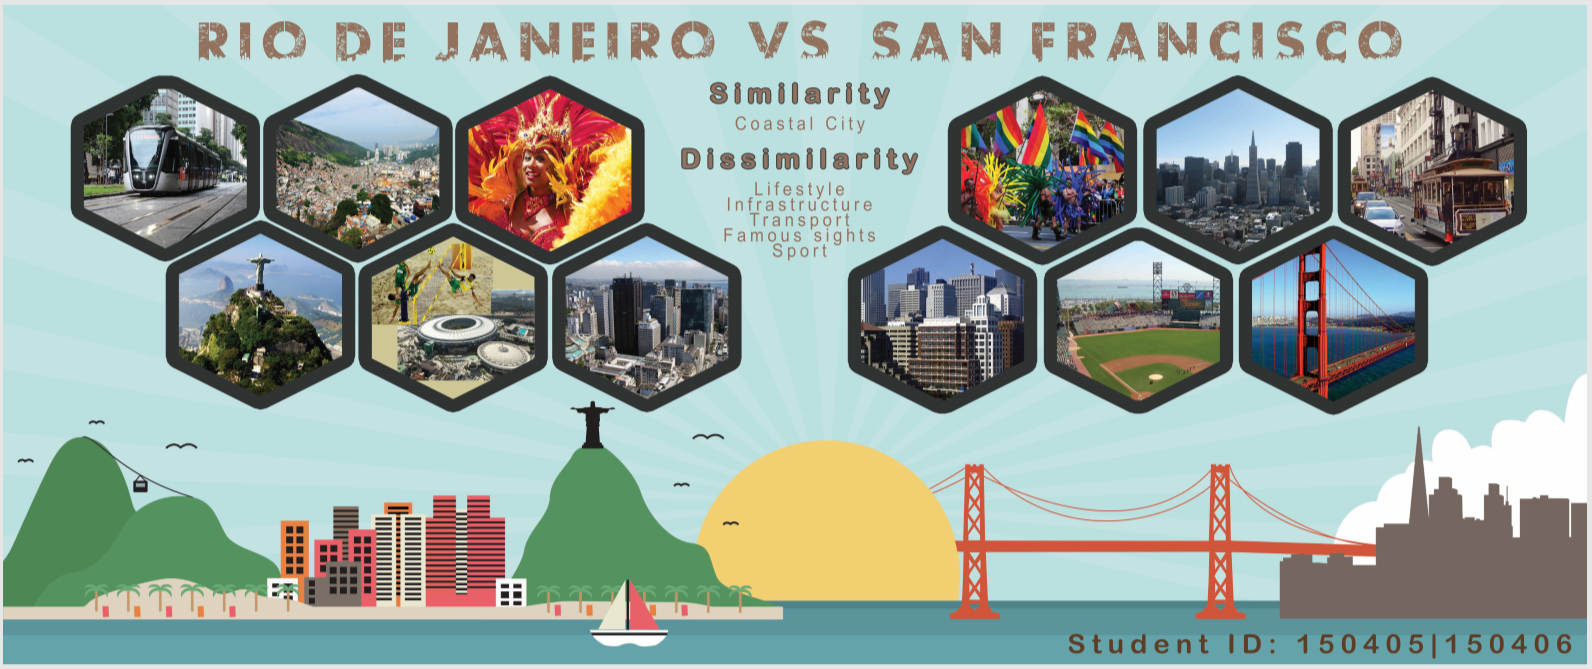 RIO DE JANEIRO VS SAN FRANCISCO
Similarity
Coastal City
Dissimilarity
Lifestyle
Infrastructure
Transport
Famous sights
Sport
Student ID: 150405|150406